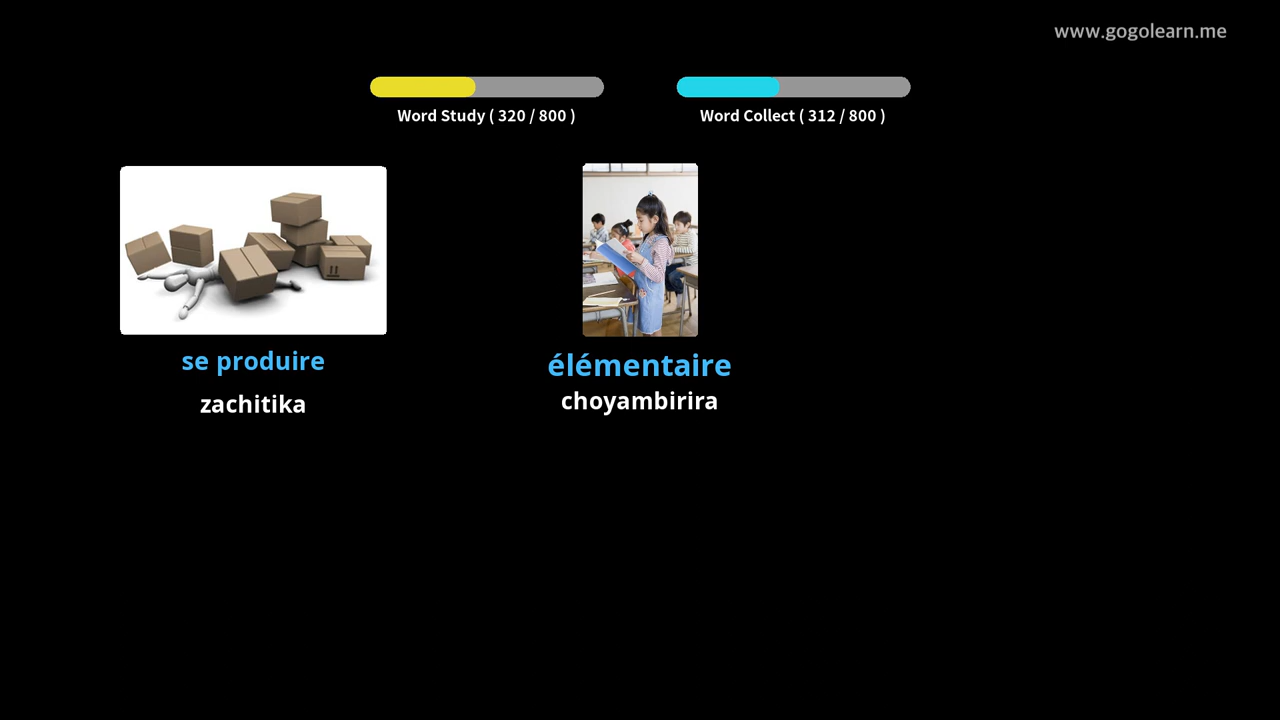 www.gogolearn.me
Word Study ( 320 / 800 )
Word Collect ( 312 / 800 )
se produire
zachitika
élémentaire
choyambirira